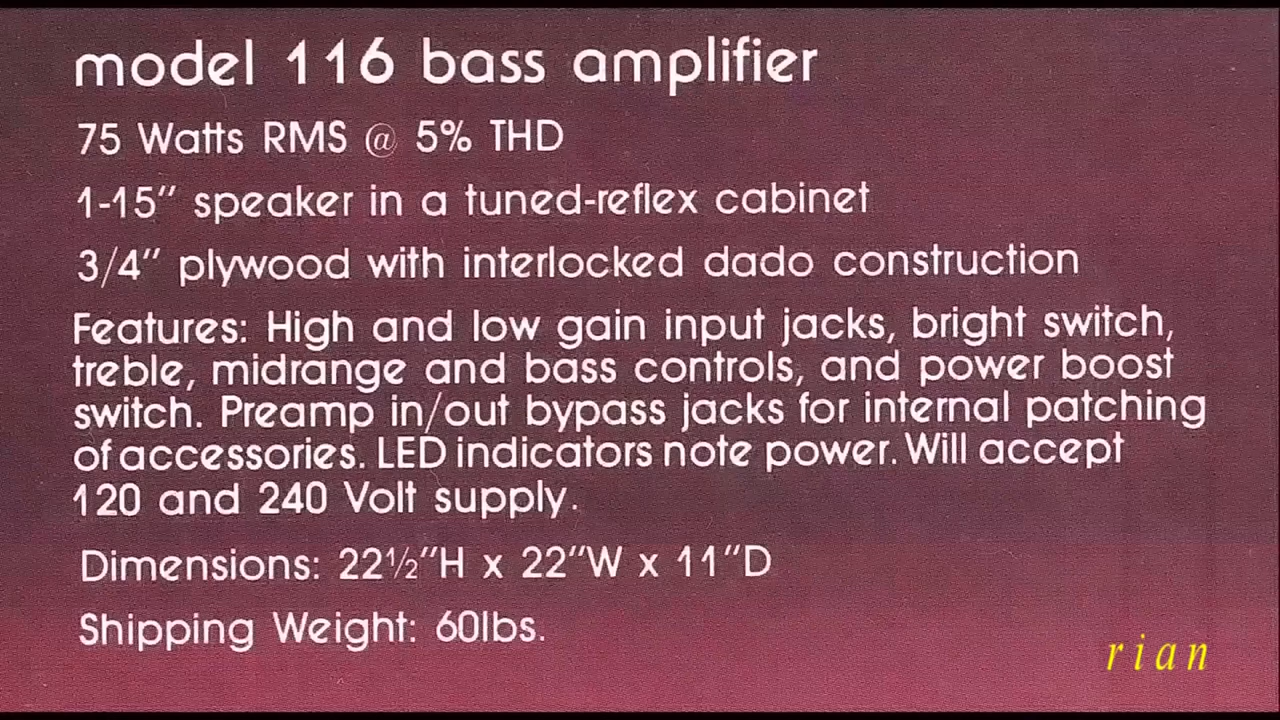 model 116 bass amplifier
75 Watts RMS @ 5% THD
1-15" speaker in a tuned-reflex cabinet
3/4" plywood with interlocked dado construction
Features: High and low gain input jacks, bright switch,
treble, midrange and bass controls, and power boost
switch. Preamp in/out bypass jacks for internal patching
of accessories. LED indicators note power. Will accept
120 and 240 Volt supply.
Dimensions: 22½"H x 22"W x 11"D
Shipping Weight: 60lbs.
rian